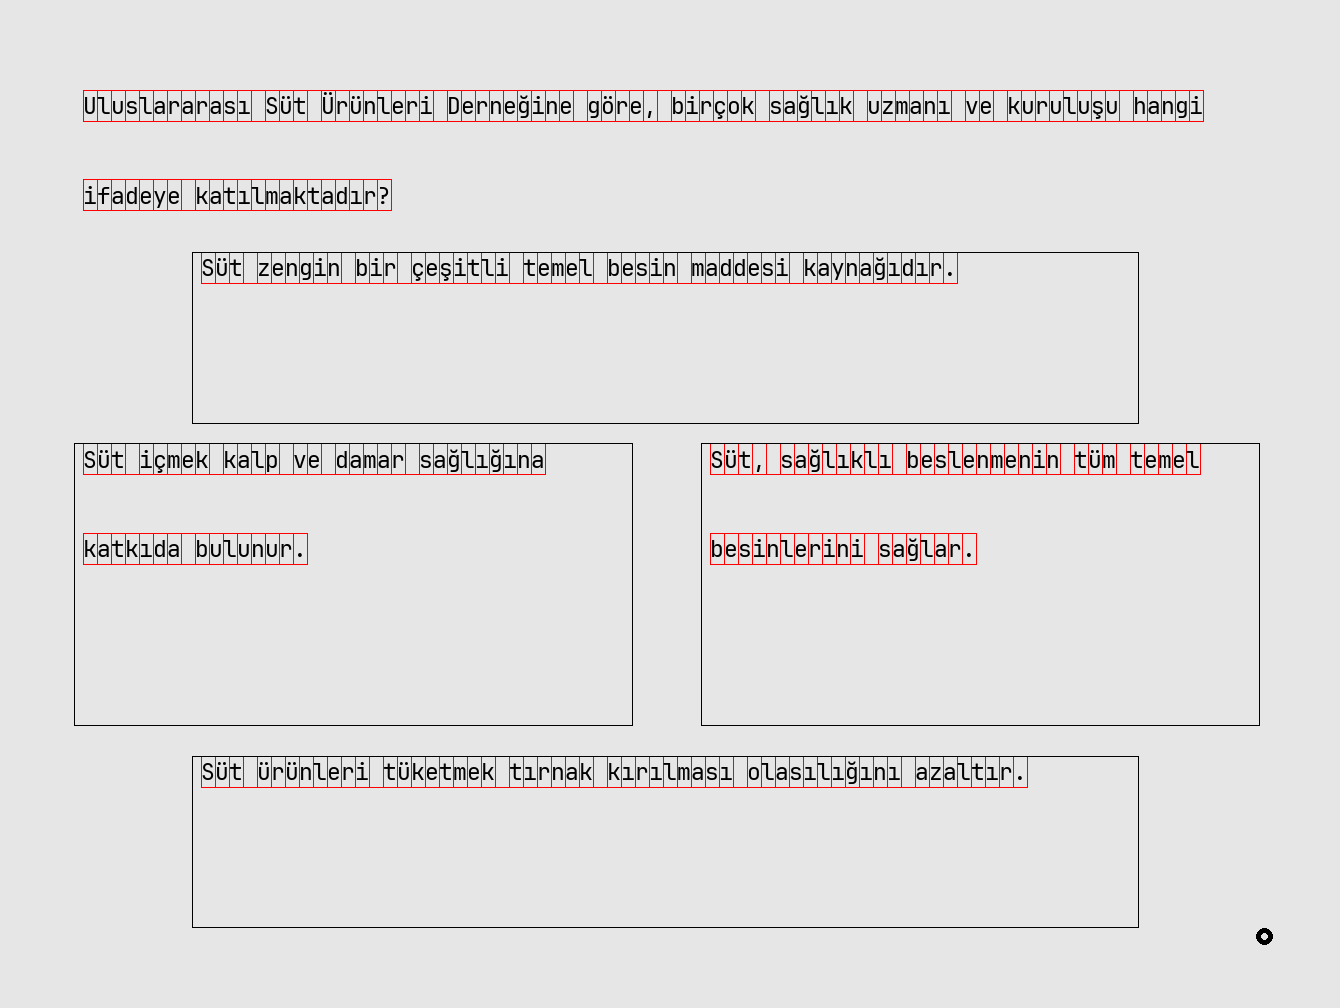 Uluslararası Süt Ürünleri Derneğine göre, birçok sağlık uzmanı ve kuruluşu hangi
ifadeye katılmaktadır?
Süt zengin bir çeşitli temel besin maddesi kaynağıdır.
Süt içmek kalp ve damar sağlığına
katkıda bulunur.
Süt, sağlıklı beslenmenin tüm temel
besinlerini sağlar.
Süt ürünleri tüketmek tırnak kırılması olasılığını azaltır.